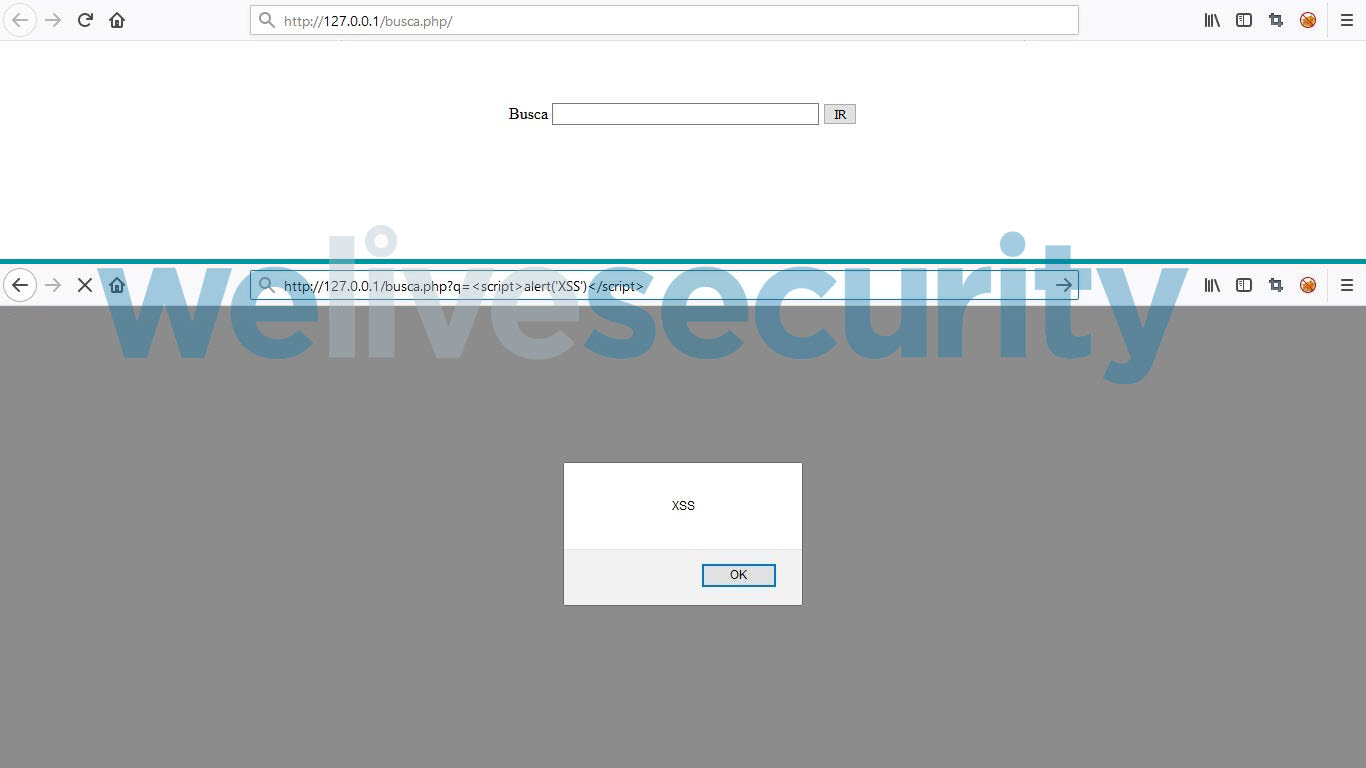 http://127.0.0.1/busca.php/
Busca
IR
welivesecurity
http://127.0.0.1/busca.php?q=<script>alert('XSS')</script>
XSS
OK